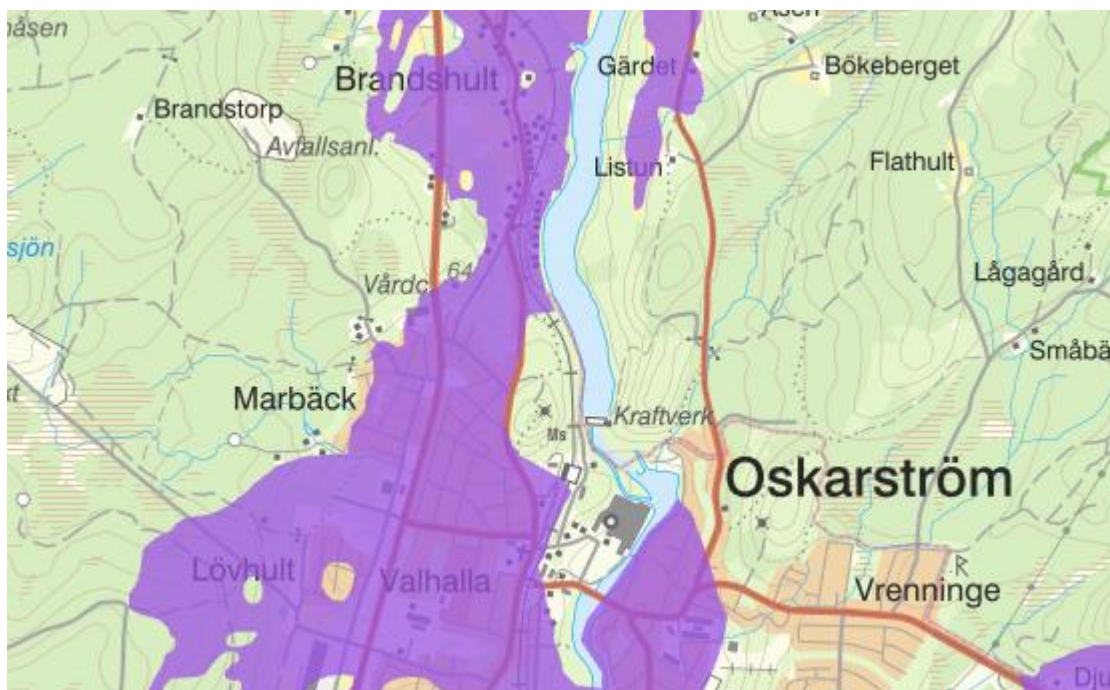 Åsen
Gärdet
Bökeberget
Brandshult
Brandstorp
Avfallsanl.
Listun
Flathult
sjön
64
Vårdc.
Lågagård
Småbä
Marbäck
Kraftverk
Ms
Oskarström
Lövhult
Valhalla
Vrenninge
R
Dju